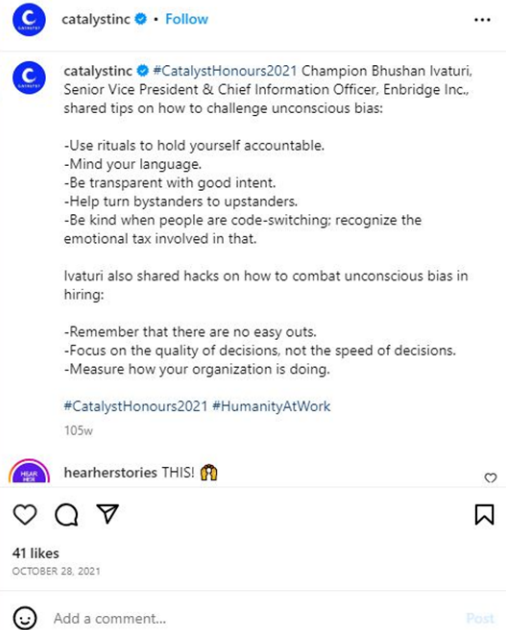 catalystinc • Follow
catalystinc #CatalystHonours2021 Champion Bhushan Ivaturi,
Senior Vice President & Chief Information Officer, Enbridge Inc.,
shared tips on how to challenge unconscious bias:
-Use rituals to hold yourself accountable.
-Mind your language.
-Be transparent with good intent.
-Help turn bystanders to upstanders.
-Be kind when people are code-switching; recognize the
emotional tax involved in that.
Ivaturi also shared hacks on how to combat unconscious bias in
hiring:
-Remember that there are no easy outs.
-Focus on the quality of decisions, not the speed of decisions.
-Measure how your organization is doing.
#CatalystHonours2021 #HumanityAtWork
105w
HEAR
HER
hearherstories THIS! 🙌
41 likes
OCTOBER 28, 2021
Add a comment...
Post